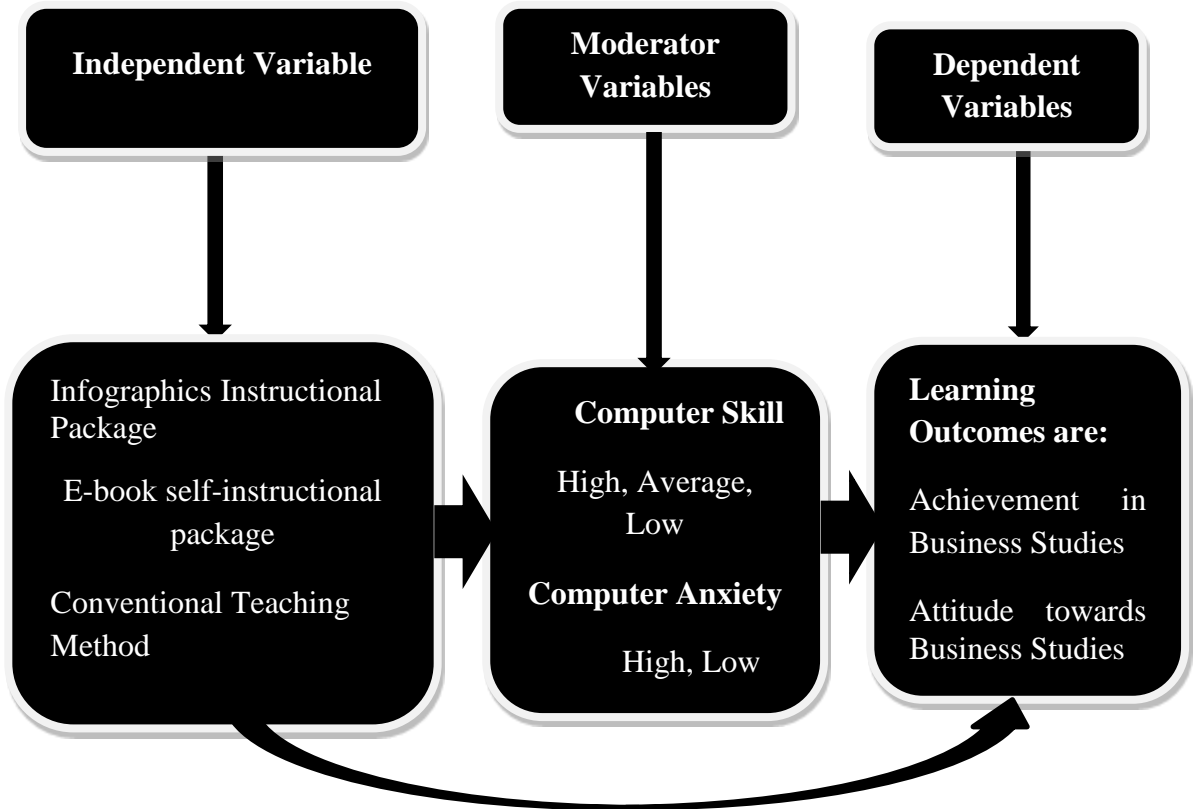 Independent Variable
Moderator
Variables
Dependent
Variables
Infographics Instructional
Package
E-book self-instructional
package
Conventional Teaching
Method
Computer Skill
High, Average,
Low
Computer Anxiety
High, Low
Learning
Outcomes are:
Achievement in
Business Studies
Attitude towards
Business Studies